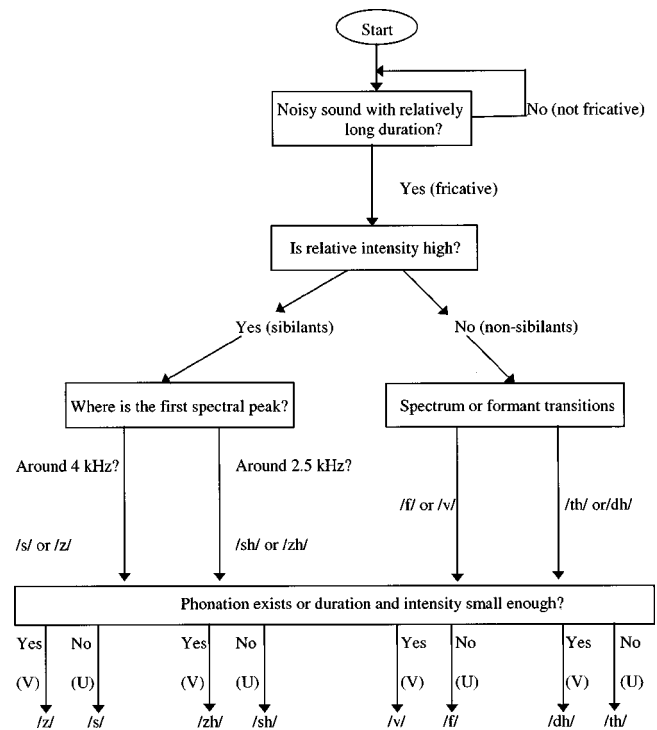 Start
Noisy sound with relatively
long duration?
No (not fricative)
Yes (fricative)
Is relative intensity high?
Yes (sibilants)
No (non-sibilants)
Where is the first spectral peak?
Spectrum or formant transitions
Around 4 kHz?
Around 2.5 kHz?
/f/ or /v/
/th/ or/dh/
/s/ or /z/
/sh/ or /zh/
Phonation exists or duration and intensity small enough?
Yes No Yes No Yes No Yes No
(V) (U) (V) (U) (V) (U) (V) (U)
/z/ /s/ /zh/ /sh/ /v/ /f/ /dh/ /th/